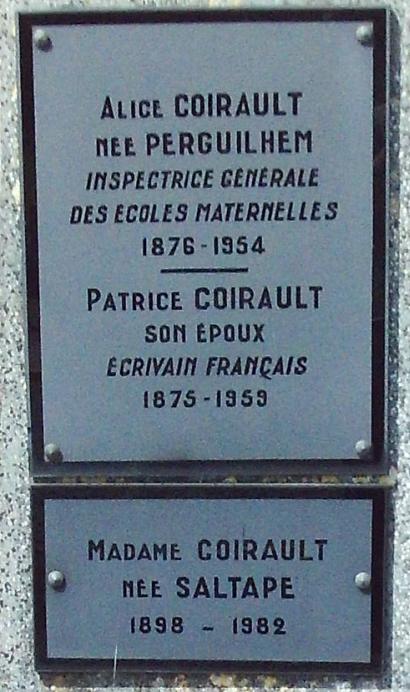 ALICE COIRAULT
NÉE PERGUILHEM
INSPECTRICE GÉNÉRALE
DES ÉCOLES MATERNELLES
1876 - 1954
PATRICE COIRAULT
SON ÉPOUX
ÉCRIVAIN FRANÇAIS
1875 - 1959
MADAME COIRAULT
NÉE SALTAPE
1898 - 1982